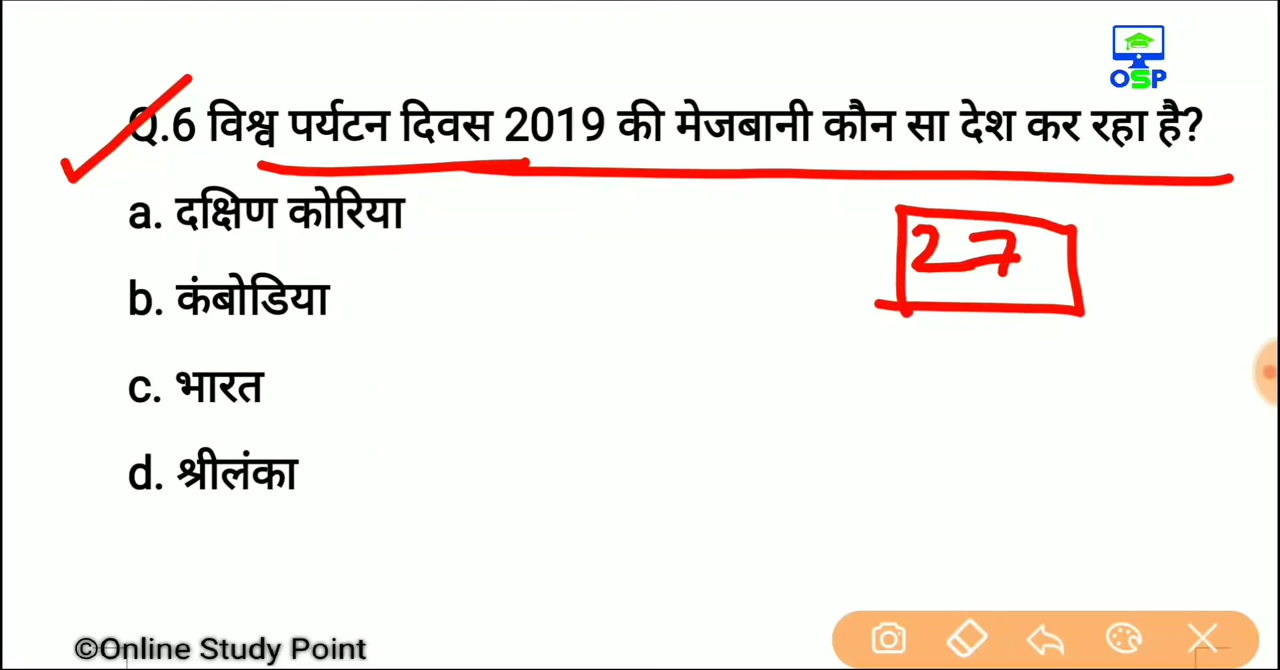 OSP
Q.6 विश्व पर्यटन दिवस 2019 की मेजबानी कौन सा देश कर रहा है?
a. दक्षिण कोरिया
27
b. कंबोडिया
c. भारत
d. श्रीलंका
©Online Study Point